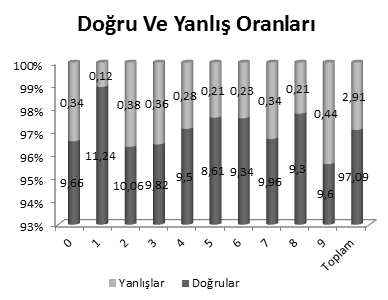 Doğru Ve Yanlış Oranları
100%
99%
98%
97%
96%
95%
94%
93%
0,34 0,12 0,38 0,36 0,28 0,21 0,23 0,34 0,21 0,44 2,91
9,66 11,24 10,06 9,82 9,5 8,61 9,34 9,96 9,3 9,6 97,09
0 1 2 3 4 5 6 7 8 9 Toplam
Yanlışlar Doğrular